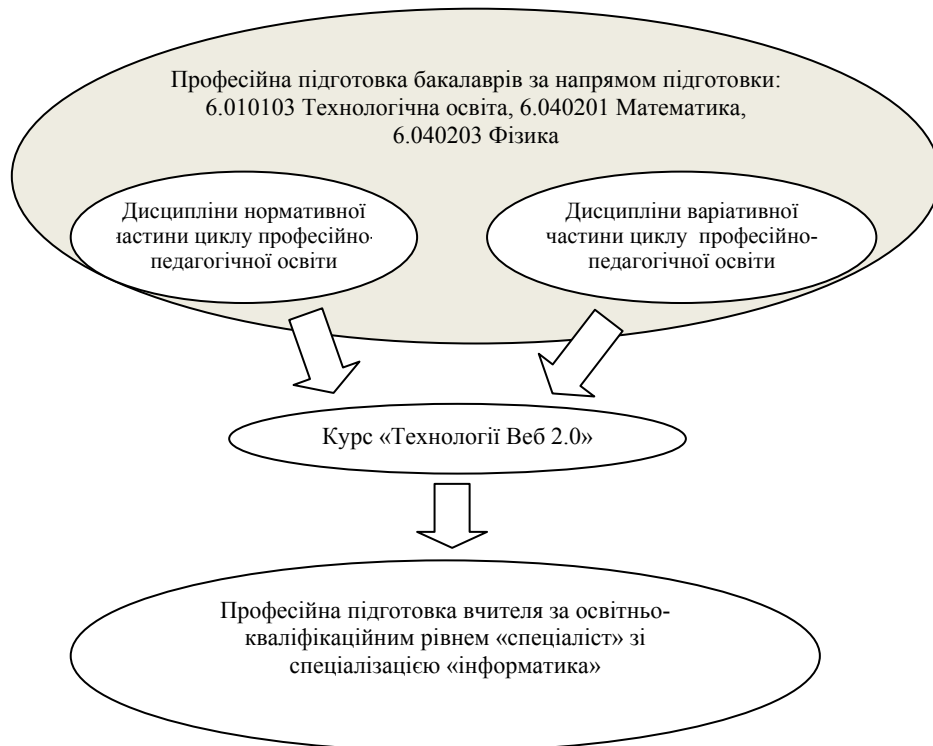 Професійна підготовка бакалаврів за напрямом підготовки:
6.010103 Технологічна освіта, 6.040201 Математика,
6.040203 Фізика
Дисципліни нормативної
частини циклу професійно-
педагогічної освіти
Дисципліни варіативної
частини циклу професійно-
педагогічної освіти
Курс «Технології Веб 2.0»
Професійна підготовка вчителя за освітньо-
кваліфікаційним рівнем «спеціаліст» зі
спеціалізацією «інформатика»